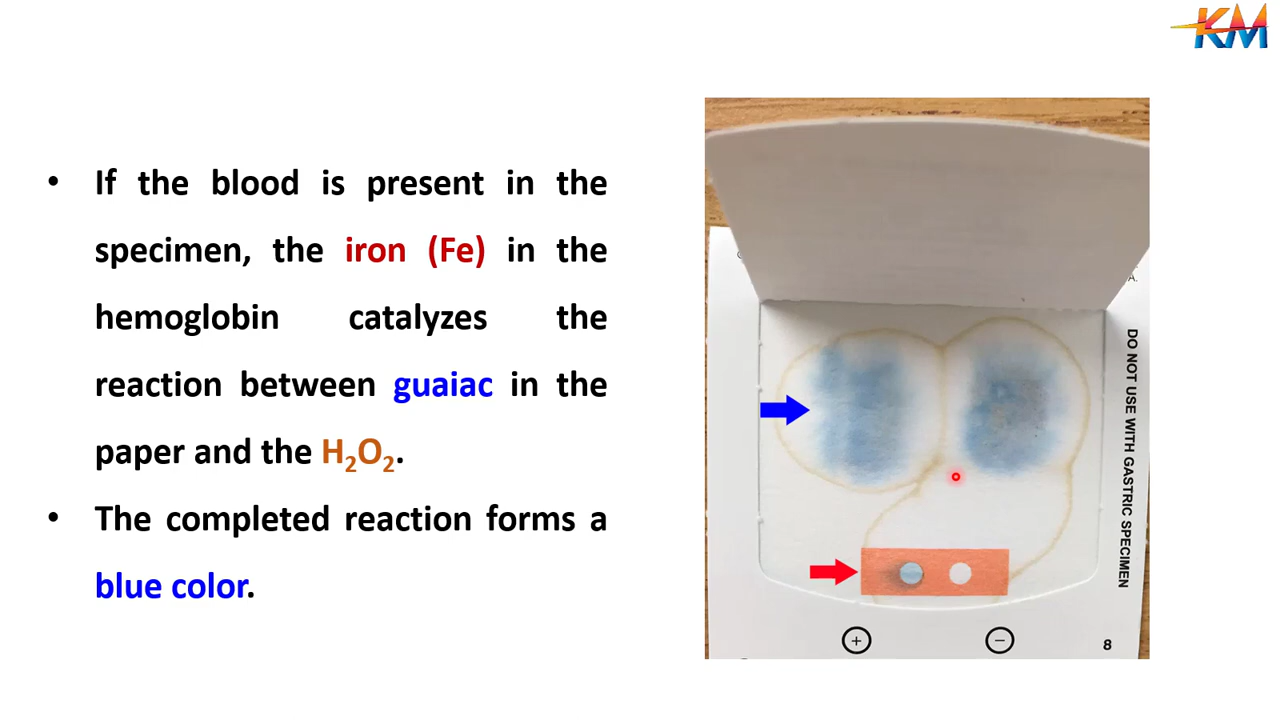 KM
• If the blood is present in the
specimen, the iron (Fe) in the
hemoglobin catalyzes the
reaction between guaiac in the
paper and the H₂O₂.
• The completed reaction forms a
blue color.
A.
DO NOT USE WITH GASTRIC SPECIMEN
+
−
8